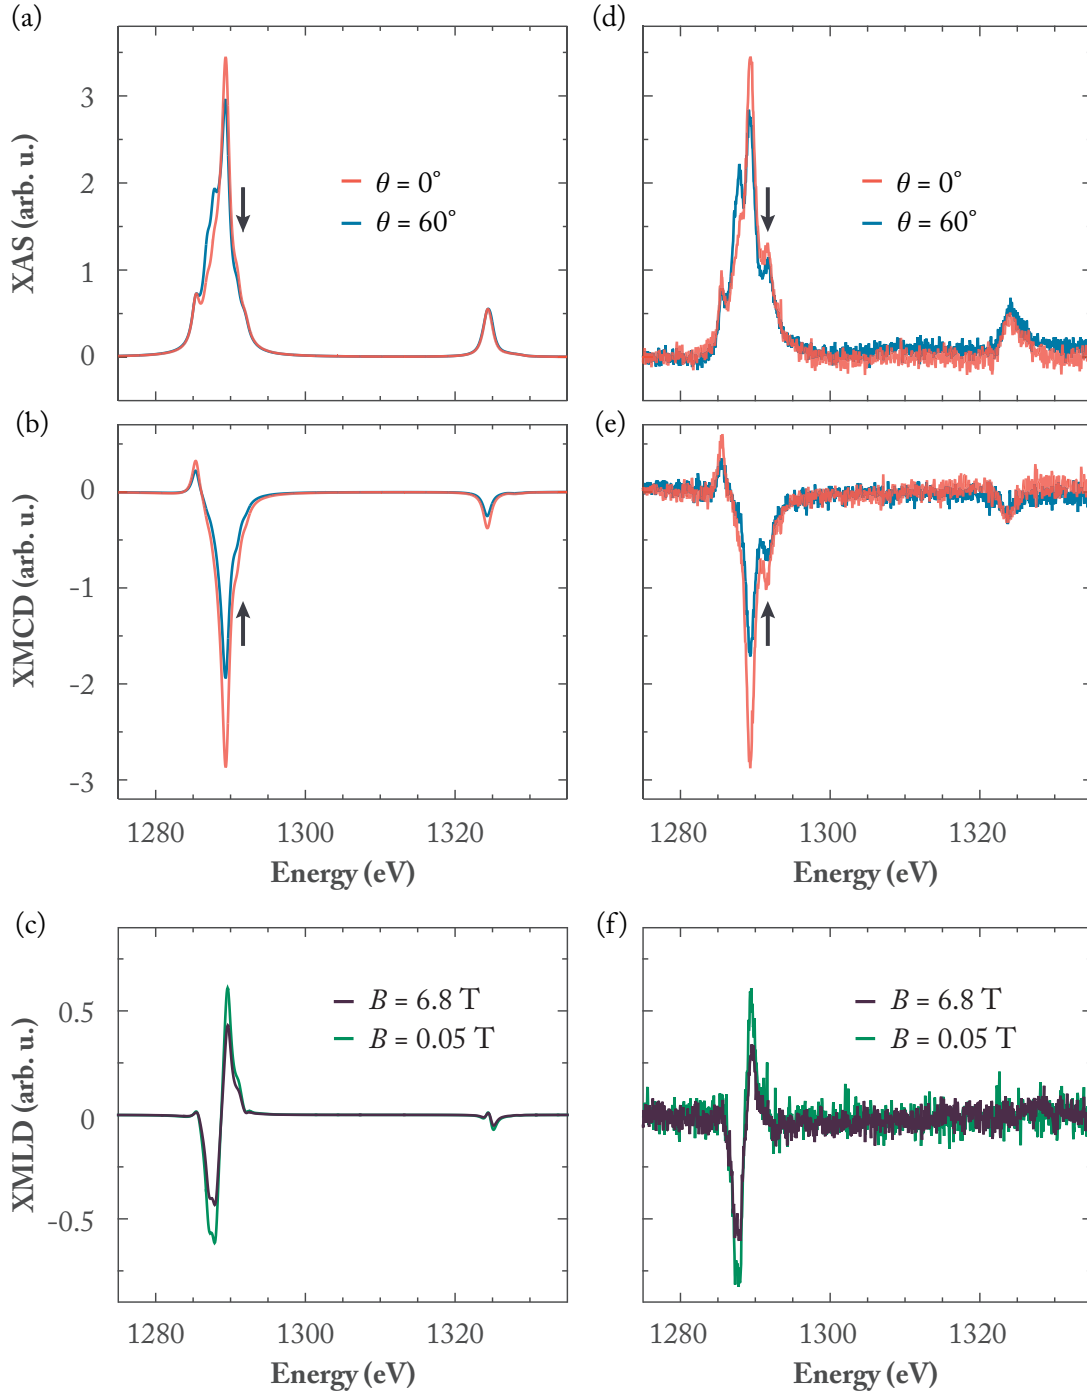 (a)
XAS (arb. u.)
3
2
1
0
θ = 0°
θ = 60°
(d)
θ = 0°
θ = 60°
(b)
XMCD (arb. u.)
0
-1
-2
-3
1280
1300
1320
Energy (eV)
(e)
1280
1300
1320
Energy (eV)
(c)
XMLD (arb. u.)
0.5
0
-0.5
B = 6.8 T
B = 0.05 T
1280
1300
1320
Energy (eV)
(f)
B = 6.8 T
B = 0.05 T
1280
1300
1320
Energy (eV)